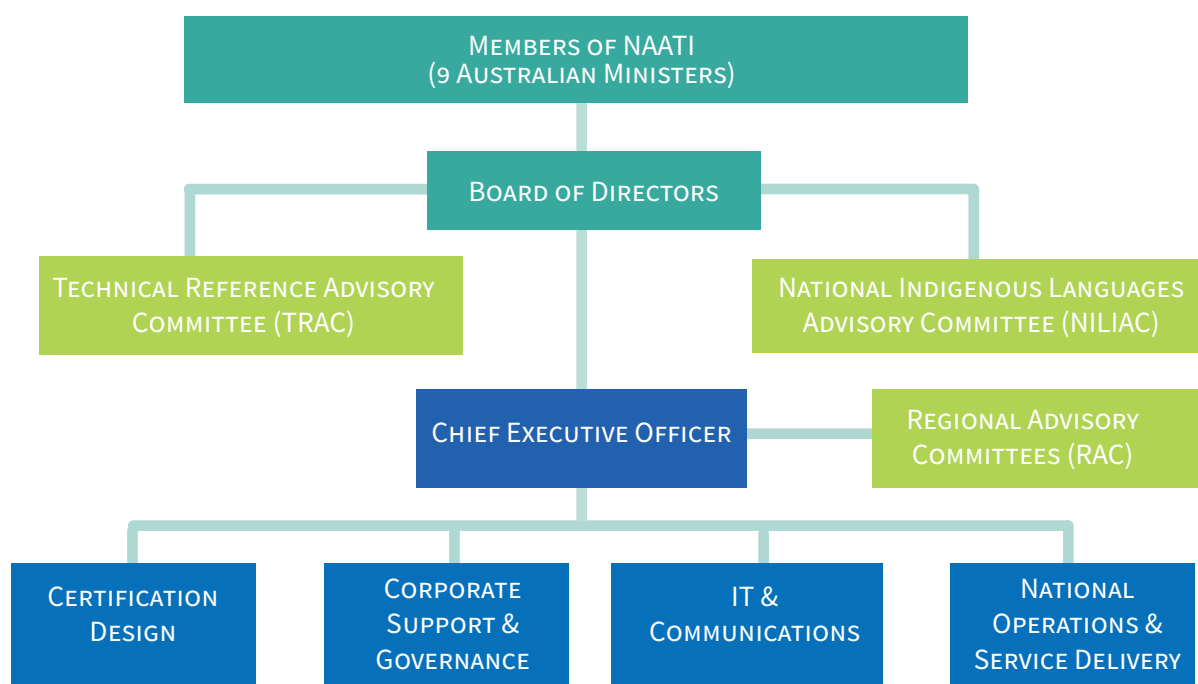 Members of NAATI
(9 Australian Ministers)
Board of Directors
Technical Reference Advisory
Committee (TRAC)
National Indigenous Languages
Advisory Committee (NILIAC)
Chief Executive Officer
Regional Advisory
Committees (RAC)
Certification
Design
Corporate
Support &
Governance
IT &
Communications
National
Operations &
Service Delivery